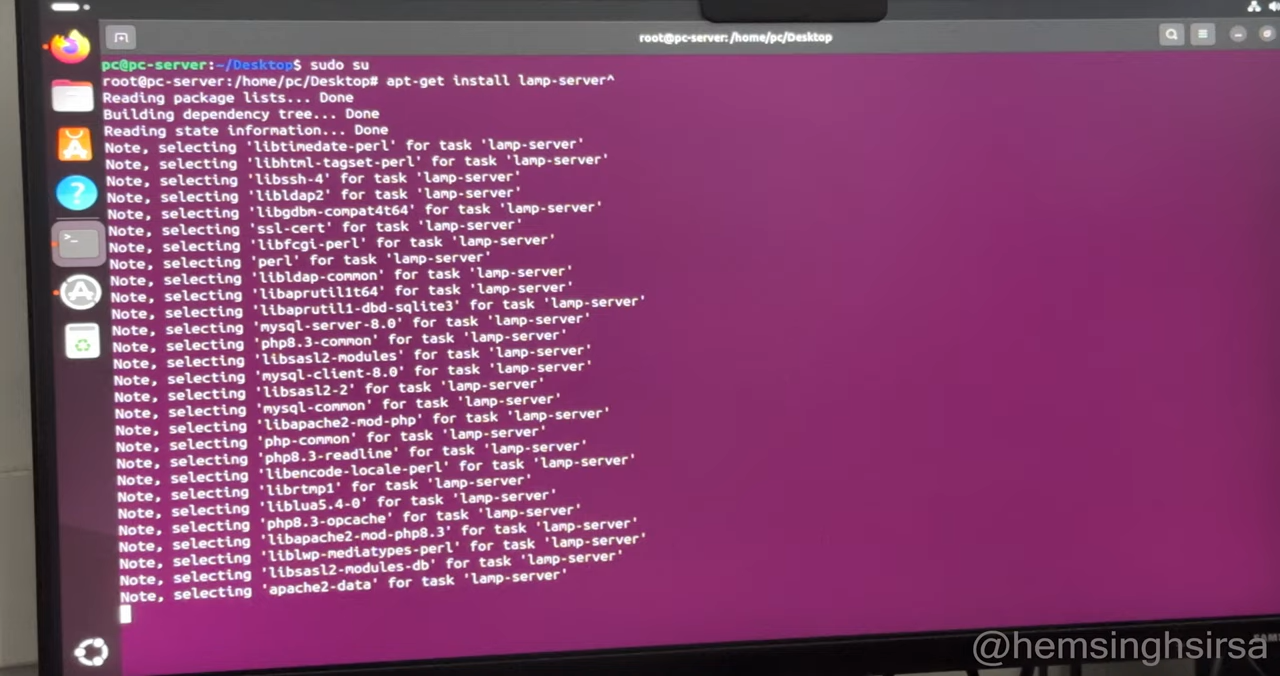 root@pc-server: /home/pc/Desktop
pc@pc-server:~/Desktop$ sudo su
root@pc-server:/home/pc/Desktop# apt-get install lamp-server^
Reading package lists... Done
Building dependency tree... Done
Reading state information... Done
Note, selecting 'libtimedate-perl' for task 'lamp-server'
Note, selecting 'libhtml-tagset-perl' for task 'lamp-server'
Note, selecting 'libssh-4' for task 'lamp-server'
Note, selecting 'libldap2' for task 'lamp-server'
Note, selecting 'libgdbm-compat4t64' for task 'lamp-server'
Note, selecting 'ssl-cert' for task 'lamp-server'
Note, selecting 'libfcgi-perl' for task 'lamp-server'
Note, selecting 'perl' for task 'lamp-server'
Note, selecting 'libldap-common' for task 'lamp-server'
Note, selecting 'libaprutil1t64' for task 'lamp-server'
Note, selecting 'libaprutil1-dbd-sqlite3' for task 'lamp-server'
Note, selecting 'mysql-server-8.0' for task 'lamp-server'
Note, selecting 'php8.3-common' for task 'lamp-server'
Note, selecting 'libsasl2-modules' for task 'lamp-server'
Note, selecting 'mysql-client-8.0' for task 'lamp-server'
Note, selecting 'libsasl2-2' for task 'lamp-server'
Note, selecting 'mysql-common' for task 'lamp-server'
Note, selecting 'libapache2-mod-php' for task 'lamp-server'
Note, selecting 'php-common' for task 'lamp-server'
Note, selecting 'php8.3-readline' for task 'lamp-server'
Note, selecting 'libencode-locale-perl' for task 'lamp-server'
Note, selecting 'librtmp1' for task 'lamp-server'
Note, selecting 'liblua5.4-0' for task 'lamp-server'
Note, selecting 'php8.3-opcache' for task 'lamp-server'
Note, selecting 'libapache2-mod-php8.3' for task 'lamp-server'
Note, selecting 'liblwp-mediatypes-perl' for task 'lamp-server'
Note, selecting 'libsasl2-modules-db' for task 'lamp-server'
Note, selecting 'apache2-data' for task 'lamp-server'
@hemsinghsirsa